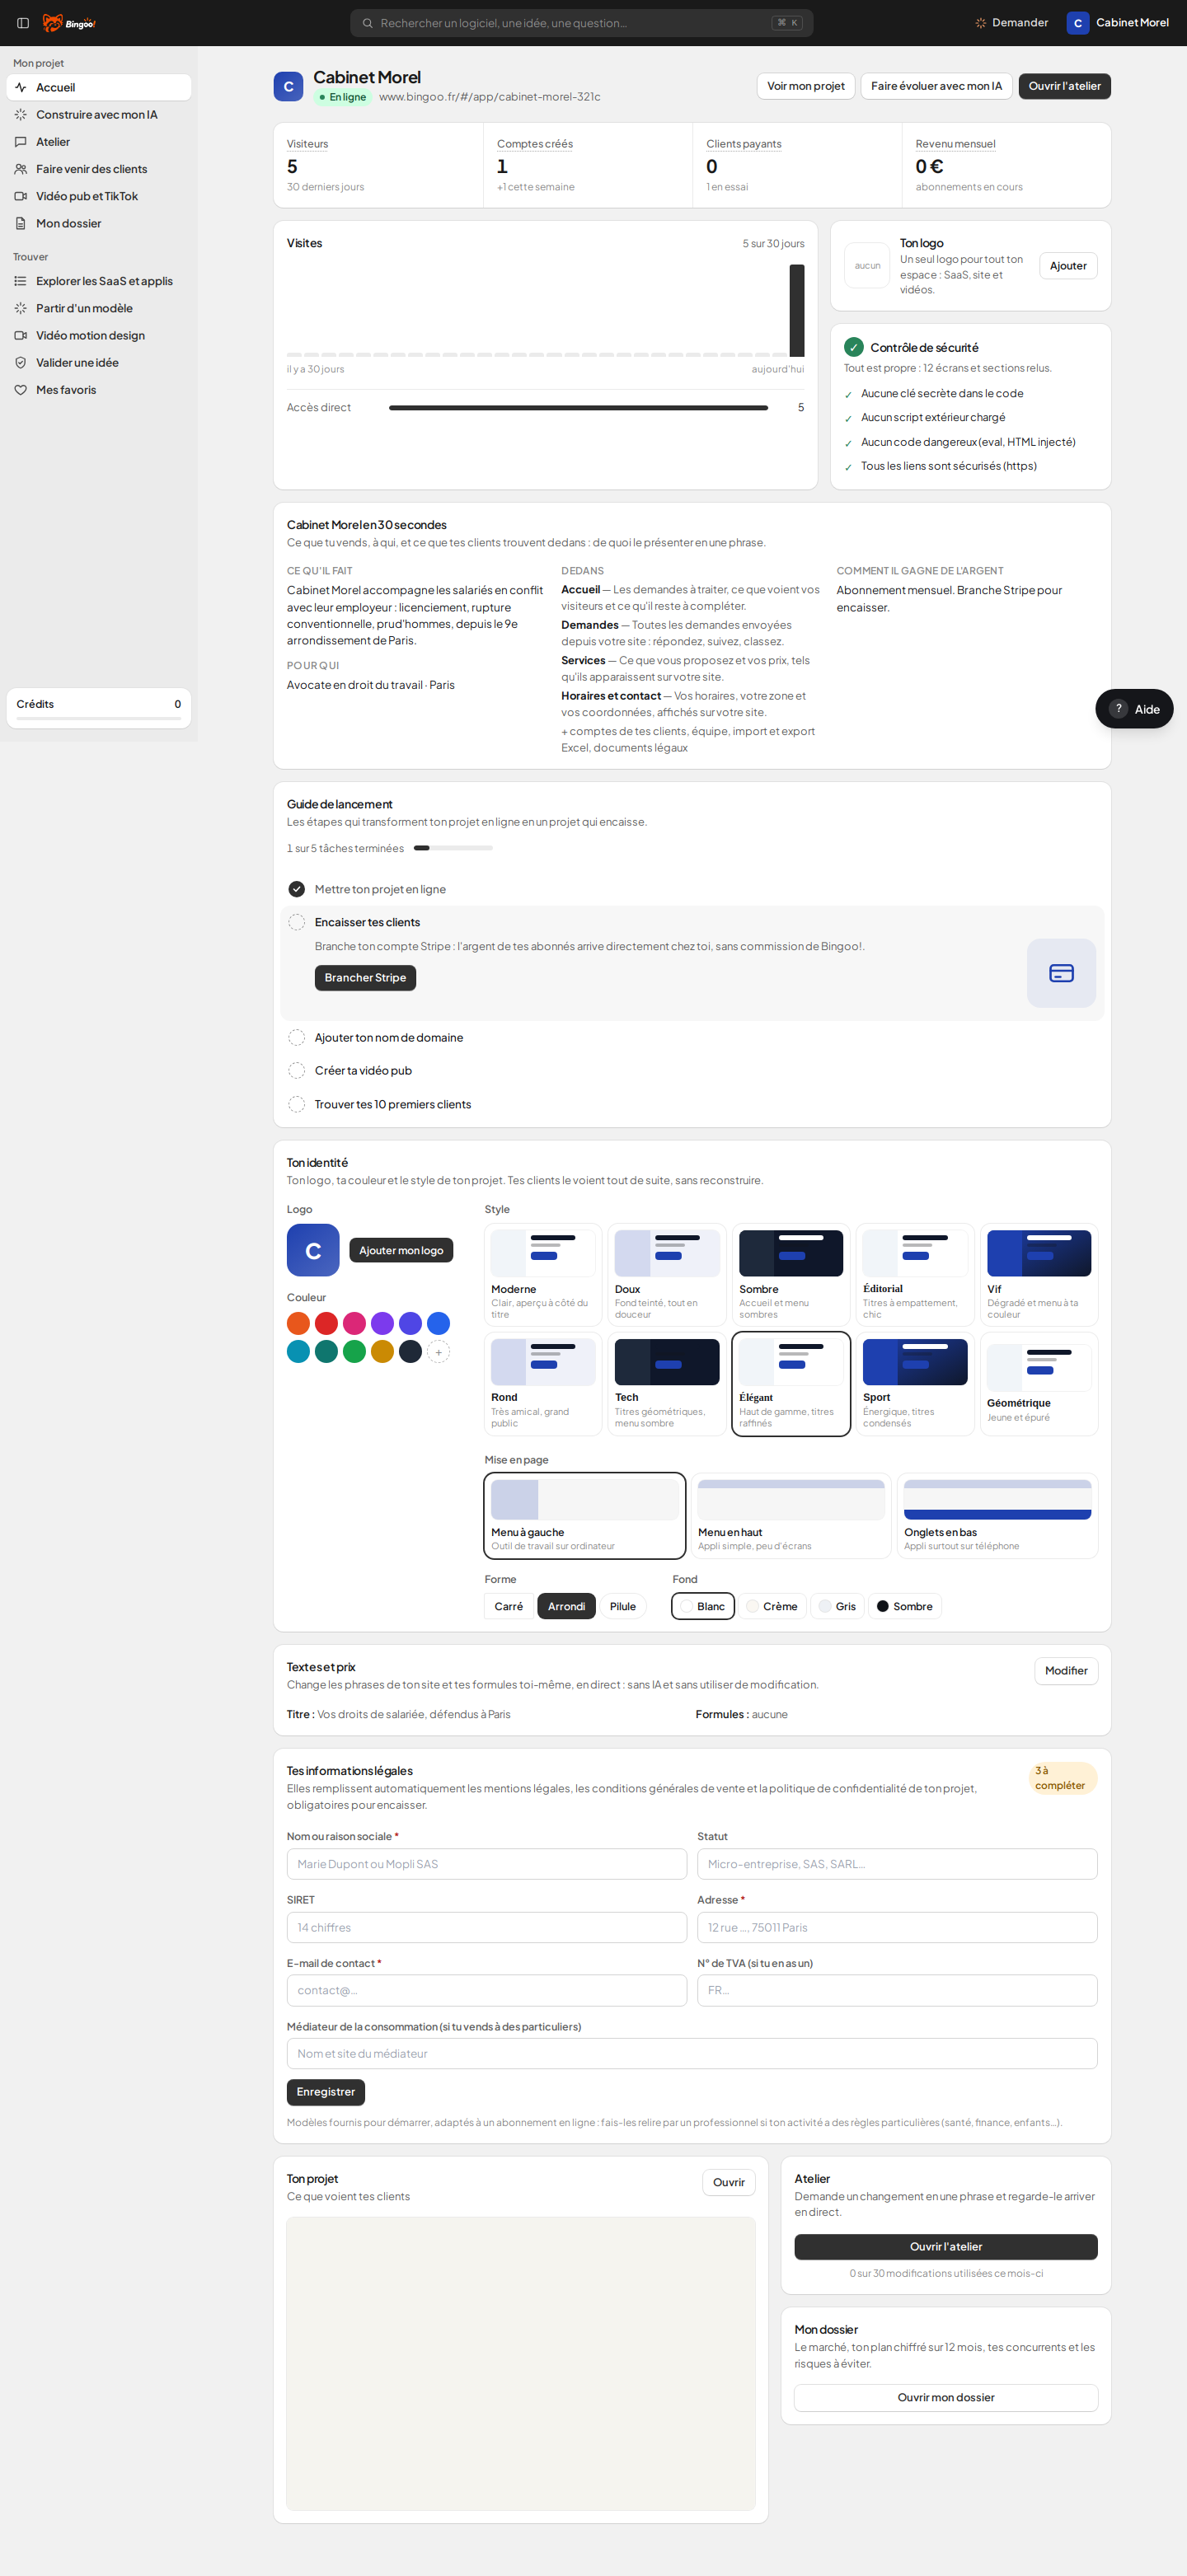 Bingoo!
Rechercher un logiciel, une idée, une question...
⌘ K
Demander
C
Cabinet Morel
Mon projet
Accueil
Construire avec mon IA
Atelier
Faire venir des clients
Vidéo pub et TikTok
Mon dossier
Trouver
Explorer les SaaS et applis
Partir d'un modèle
Vidéo motion design
Valider une idée
Mes favoris
Crédits 0
C
Cabinet Morel
En ligne www.bingoo.fr/#/app/cabinet-morel-321c
Voir mon projet
Faire évoluer avec mon IA
Ouvrir l'atelier
Visiteurs
5
30 derniers jours
Comptes créés
1
+1 cette semaine
Clients payants
0
1 en essai
Revenu mensuel
0 €
abonnements en cours
Visites
5 sur 30 jours
il y a 30 jours
aujourd'hui
Accès direct
5
aucun
Ton logo
Un seul logo pour tout ton
espace : SaaS, site et
vidéos.
Ajouter
Contrôle de sécurité
Tout est propre : 12 écrans et sections relus.
Aucune clé secrète dans le code
Aucun script extérieur chargé
Aucun code dangereux (eval, HTML injecté)
Tous les liens sont sécurisés (https)
Cabinet Morel en 30 secondes
Ce que tu vends, à qui, et ce que tes clients trouvent dedans : de quoi le présenter en une phrase.
CE QU'IL FAIT
Cabinet Morel accompagne les salariés en conflit
avec leur employeur : licenciement, rupture
conventionnelle, prud'hommes, depuis le 9e
arrondissement de Paris.
POUR QUI
Avocate en droit du travail · Paris
DEDANS
Accueil — Les demandes à traiter, ce que voient vos
visiteurs et ce qu'il reste à compléter.
Demandes — Toutes les demandes envoyées
depuis votre site : répondez, suivez, classez.
Services — Ce que vous proposez et vos prix, tels
qu'ils apparaissent sur votre site.
Horaires et contact — Vos horaires, votre zone et
vos coordonnées, affichés sur votre site.
+ comptes de tes clients, équipe, import et export
Excel, documents légaux
COMMENT IL GAGNE DE L'ARGENT
Abonnement mensuel. Branche Stripe pour
encaisser.
? Aide
Guide de lancement
Les étapes qui transforment ton projet en ligne en un projet qui encaisse.
1 sur 5 tâches terminées
Mettre ton projet en ligne
Encaisser tes clients
Branche ton compte Stripe : l'argent de tes abonnés arrive directement chez toi, sans commission de Bingoo!.
Brancher Stripe
Ajouter ton nom de domaine
Créer ta vidéo pub
Trouver tes 10 premiers clients
Ton identité
Ton logo, ta couleur et le style de ton projet. Tes clients le voient tout de suite, sans reconstruire.
Logo
C
Ajouter mon logo
Couleur
+
Style
Moderne
Clair, aperçu à côté du
titre
Doux
Fond teinté, tout en
douceur
Sombre
Accueil et menu
sombres
Éditorial
Titres à empattement,
chic
Vif
Dégradé et menu à ta
couleur
Rond
Très amical, grand
public
Tech
Titres géométriques,
menu sombre
Élégant
Haut de gamme, titres
raffinés
Sport
Énergique, titres
condensés
Géométrique
Jeune et épuré
Mise en page
Menu à gauche
Outil de travail sur ordinateur
Menu en haut
Appli simple, peu d'écrans
Onglets en bas
Appli surtout sur téléphone
Forme
Carré
Arrondi
Pilule
Fond
Blanc
Crème
Gris
Sombre
Textes et prix
Change les phrases de ton site et tes formules toi-même, en direct : sans IA et sans utiliser de modification.
Modifier
Titre : Vos droits de salariée, défendus à Paris
Formules : aucune
Tes informations légales
Elles remplissent automatiquement les mentions légales, les conditions générales de vente et la politique de confidentialité de ton projet,
obligatoires pour encaisser.
3 à
compléter
Nom ou raison sociale *
Marie Dupont ou Mopli SAS
Statut
Micro-entreprise, SAS, SARL…
SIRET
14 chiffres
Adresse *
12 rue …, 75011 Paris
E-mail de contact *
contact@…
N° de TVA (si tu en as un)
FR…
Médiateur de la consommation (si tu vends à des particuliers)
Nom et site du médiateur
Enregistrer
Modèles fournis pour démarrer, adaptés à un abonnement en ligne : fais-les relire par un professionnel si ton activité a des règles particulières (santé, finance, enfants…).
Ton projet
Ce que voient tes clients
Ouvrir
Atelier
Demande un changement en une phrase et regarde-le arriver
en direct.
Ouvrir l'atelier
0 sur 30 modifications utilisées ce mois-ci
Mon dossier
Le marché, ton plan chiffré sur 12 mois, tes concurrents et les
risques à éviter.
Ouvrir mon dossier